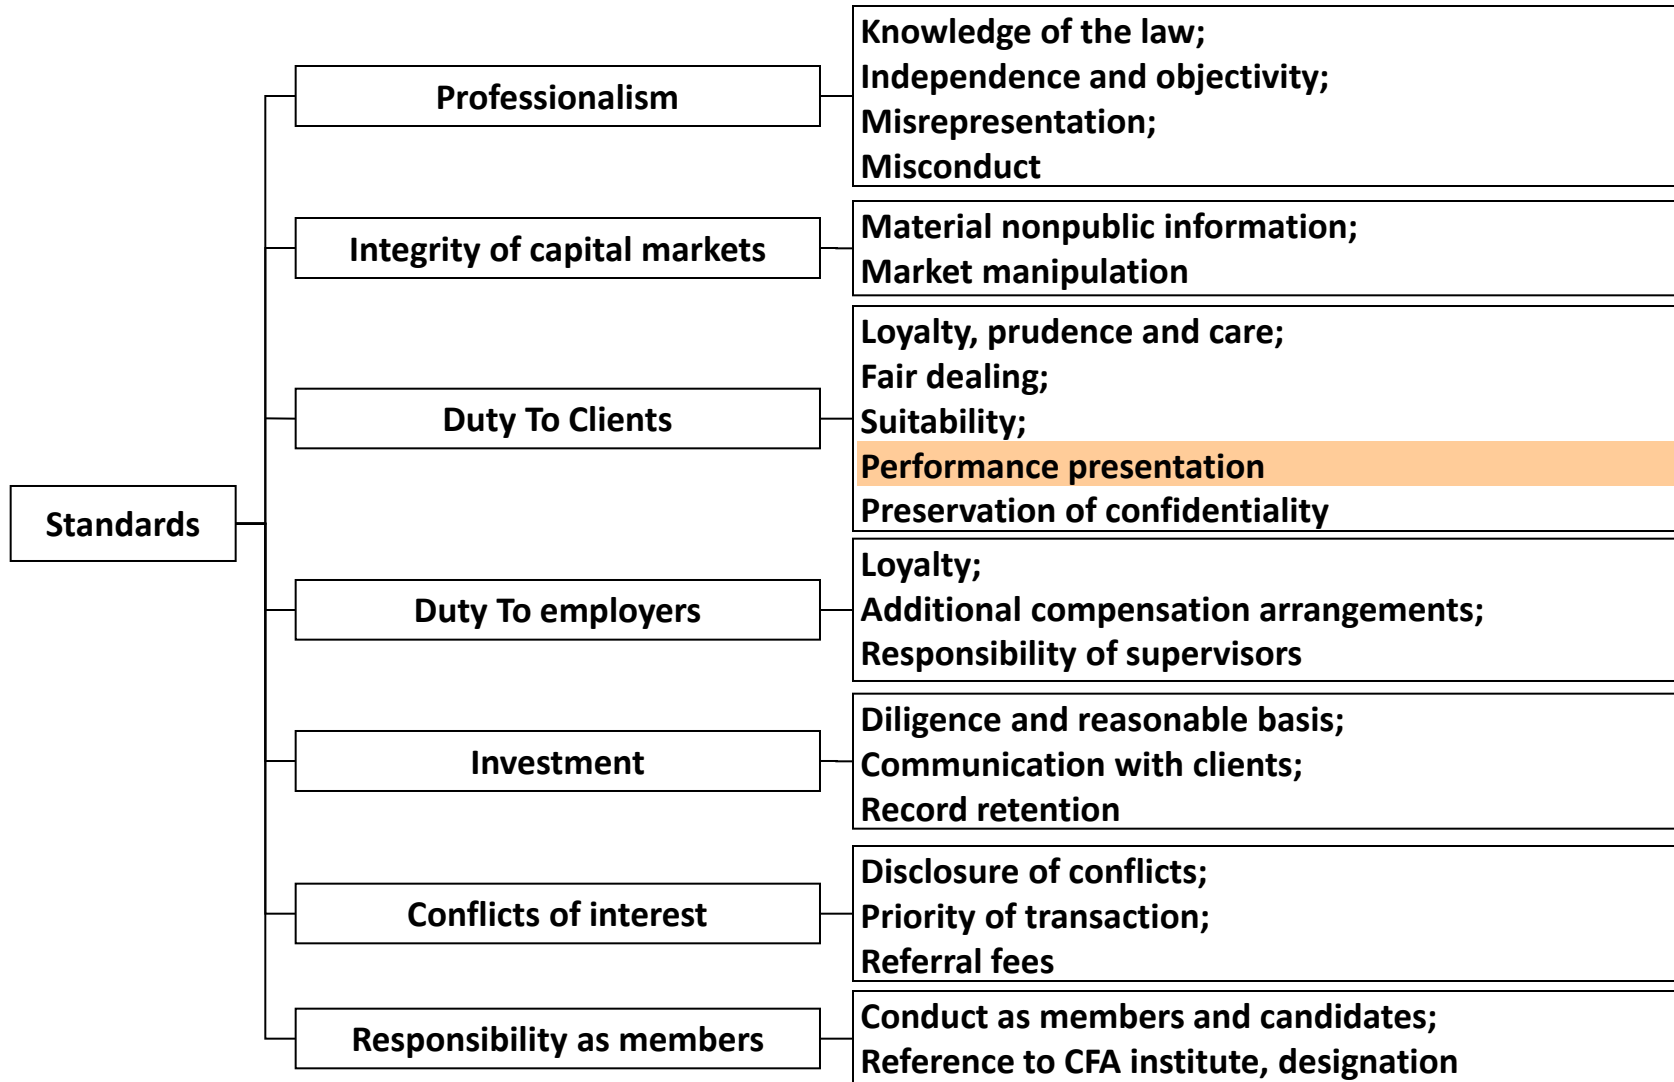 Standards
Professionalism
Knowledge of the law;
Independence and objectivity;
Misrepresentation;
Misconduct
Integrity of capital markets
Material nonpublic information;
Market manipulation
Duty To Clients
Loyalty, prudence and care;
Fair dealing;
Suitability;
Performance presentation
Preservation of confidentiality
Duty To employers
Loyalty;
Additional compensation arrangements;
Responsibility of supervisors
Investment
Diligence and reasonable basis;
Communication with clients;
Record retention
Conflicts of interest
Disclosure of conflicts;
Priority of transaction;
Referral fees
Responsibility as members
Conduct as members and candidates;
Reference to CFA institute, designation